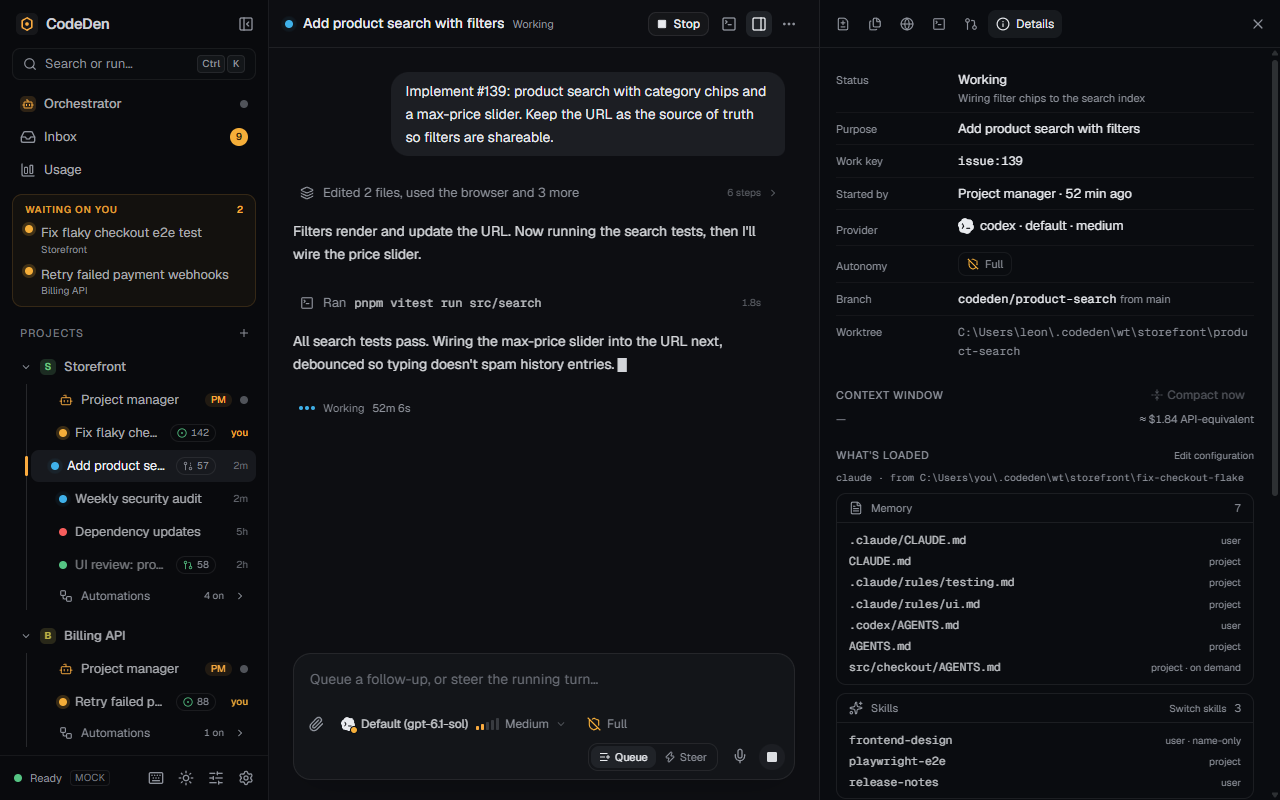 CodeDen
Search or run… Ctrl K
Orchestrator
Inbox 9
Usage
WAITING ON YOU 2
Fix flaky checkout e2e test
Storefront
Retry failed payment webhooks
Billing API
PROJECTS
S Storefront
Project manager PM
Fix flaky che… 142 you
Add product se… 57 2m
Weekly security audit 2m
Dependency updates 5h
UI review: pro… 58 2h
Automations 4 on
B Billing API
Project manager PM
Retry failed p… 88 you
Automations 1 on
Ready MOCK
Add product search with filters Working Stop
Implement #139: product search with category chips and
a max-price slider. Keep the URL as the source of truth
so filters are shareable.
Edited 2 files, used the browser and 3 more 6 steps
Filters render and update the URL. Now running the search tests, then I'll
wire the price slider.
Ran pnpm vitest run src/search 1.8s
All search tests pass. Wiring the max-price slider into the URL next,
debounced so typing doesn't spam history entries.
Working 52m 6s
Queue a follow-up, or steer the running turn…
Default (gpt-6.1-sol) Medium Full
Queue Steer
Details
Status Working
Wiring filter chips to the search index
Purpose Add product search with filters
Work key issue:139
Started by Project manager · 52 min ago
Provider codex · default · medium
Autonomy Full
Branch codeden/product-search from main
Worktree C:\Users\leon\.codeden\wt\storefront\produ
ct-search
CONTEXT WINDOW Compact now
— ≈ $1.84 API-equivalent
WHAT'S LOADED Edit configuration
claude · from C:\Users\you\.codeden\wt\storefront\fix-checkout-flake
Memory 7
.claude/CLAUDE.md user
CLAUDE.md project
.claude/rules/testing.md project
.claude/rules/ui.md project
.codex/AGENTS.md user
AGENTS.md project
src/checkout/AGENTS.md project · on demand
Skills Switch skills 3
frontend-design user · name-only
playwright-e2e project
release-notes user